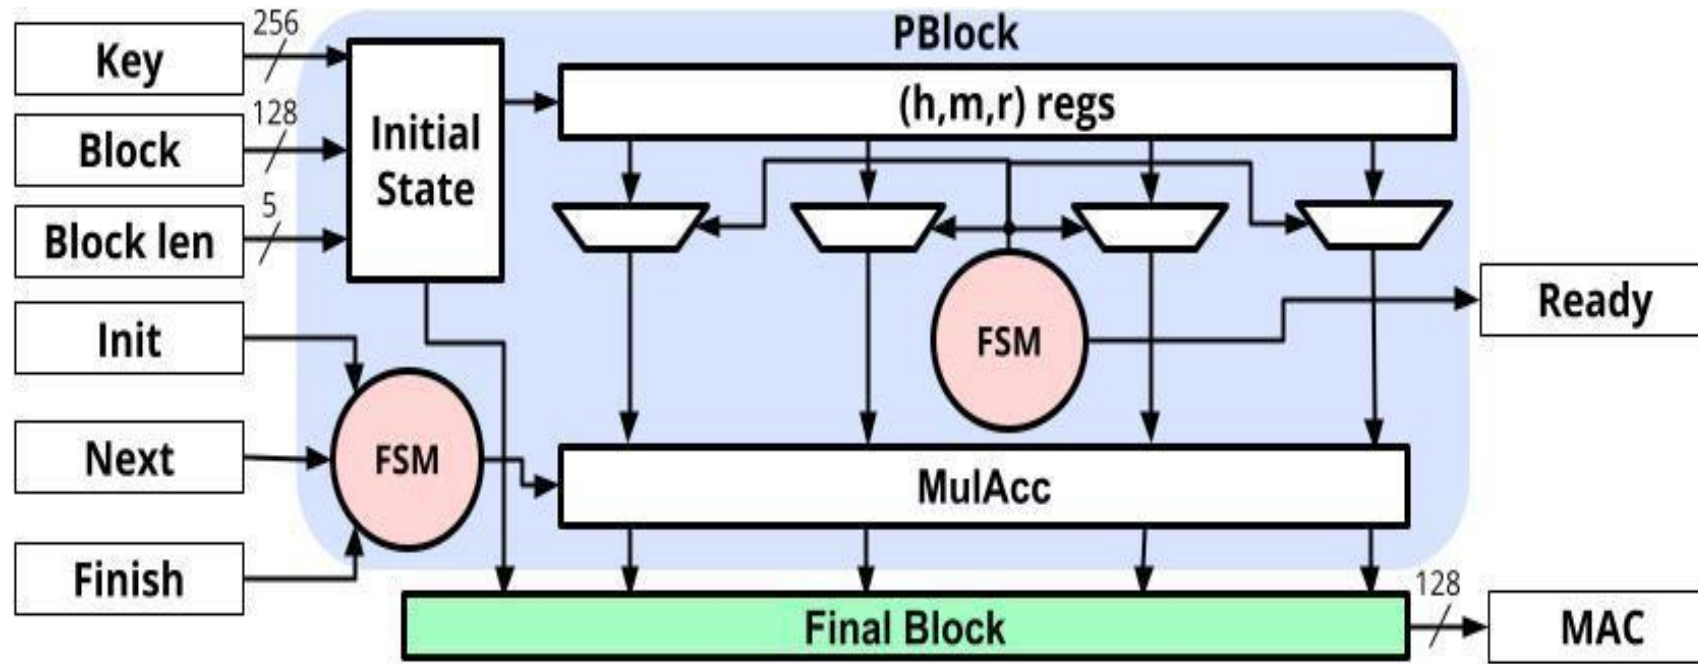 Key
256
Block
128
Block len
5
Init
Next
Finish
Initial
State
FSM
PBlock
(h,m,r) regs
FSM
MulAcc
Final Block
Ready
128
MAC